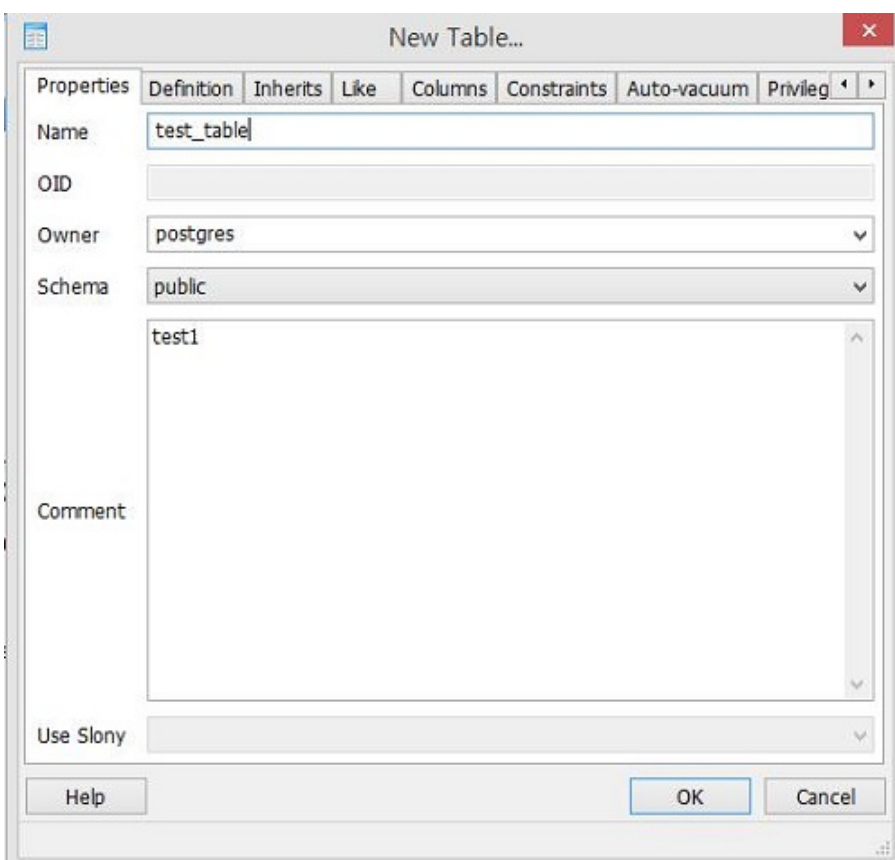 New Table...
Properties Definition Inherits Like Columns Constraints Auto-vacuum Privileg
Name test_table
OID
Owner postgres
Schema public
test1
Comment
Use Slony
Help OK Cancel